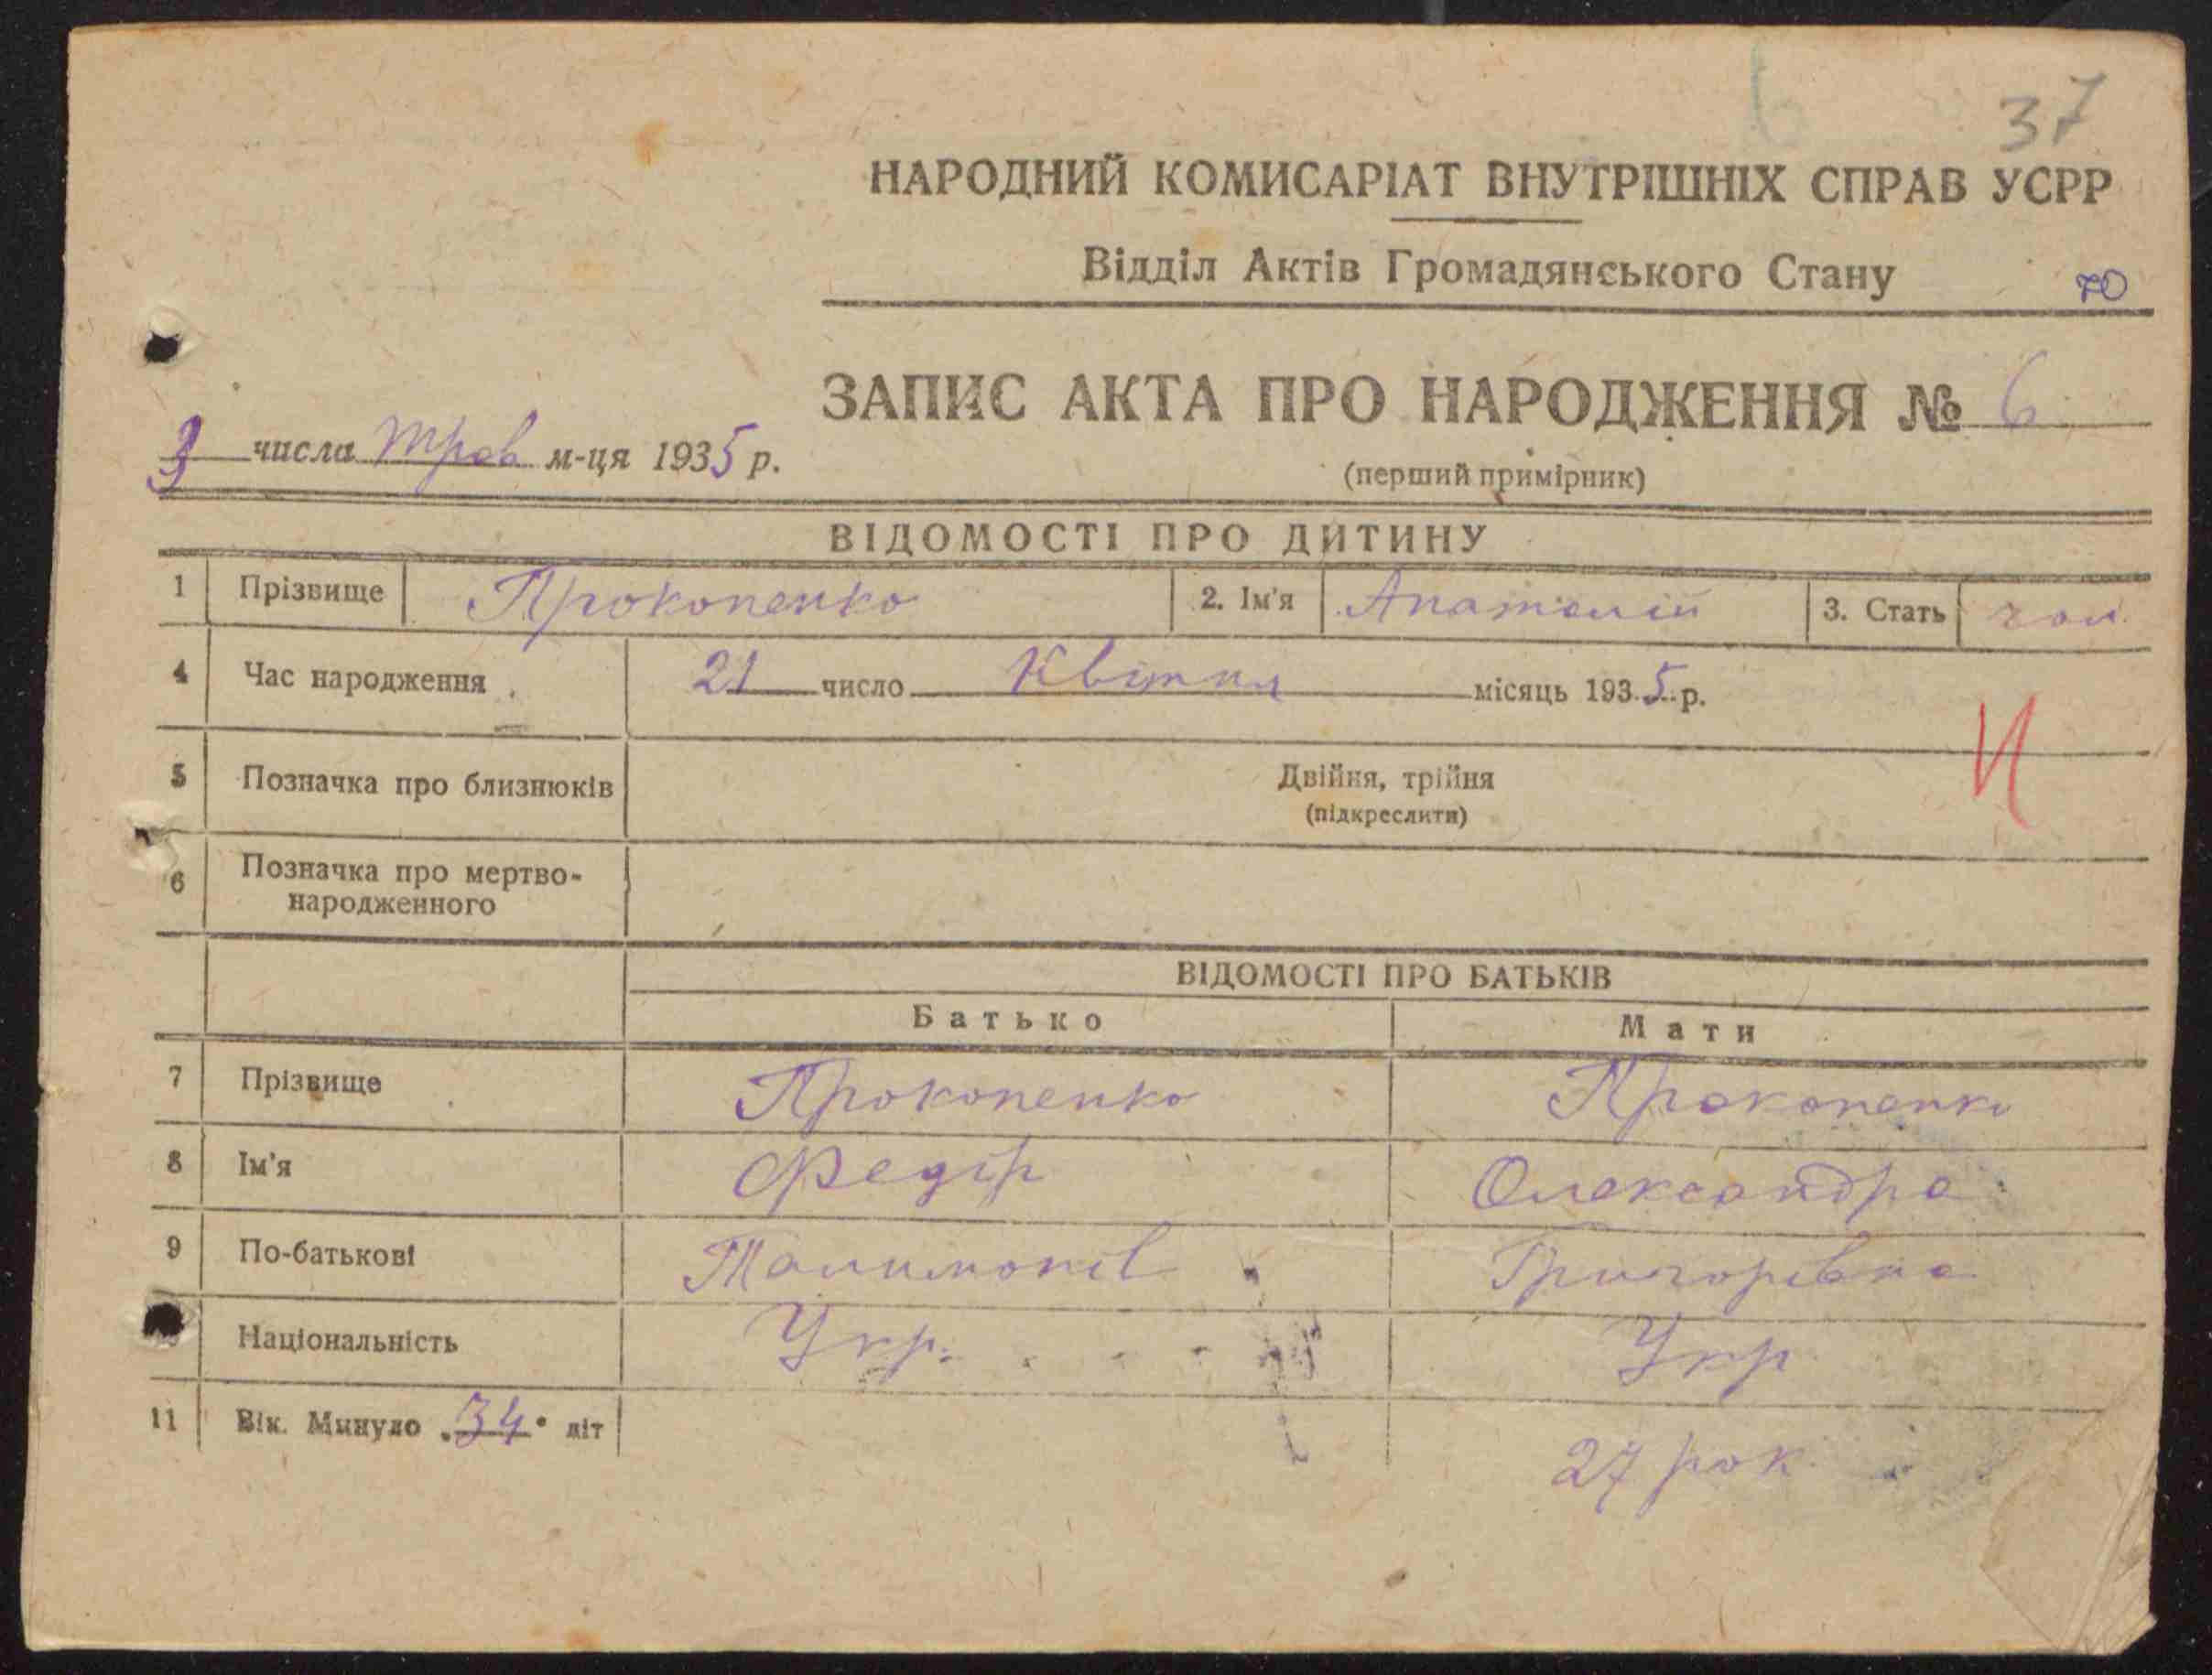 37
НАРОДНИЙ КОМИСАРІАТ ВНУТРІШНІХ СПРАВ УСРР
Відділ Актів Громадянського Стану 70
ЗАПИС АКТА ПРО НАРОДЖЕННЯ № 6
3 числа трав м-ця 1935 р.
(перший примірник)
ВІДОМОСТІ ПРО ДИТИНУ
1 Прізвище Прокопенко 2. Ім'я Анатолій 3. Стать чол.
4 Час народження 21 число Квітня місяць 1935 р.
5 Позначка про близнюків Двійня, трійня
(підкреслити)
6 Позначка про мертво-
народженного
ВІДОМОСТІ ПРО БАТЬКІВ
Батько Мати
7 Прізвище Прокопенко Прокопенко
8 Ім'я Федір Олександра
9 По-батькові Григорівна
Національність Укр. Укр
11 Вік. Минуло 34 літ 27 рок